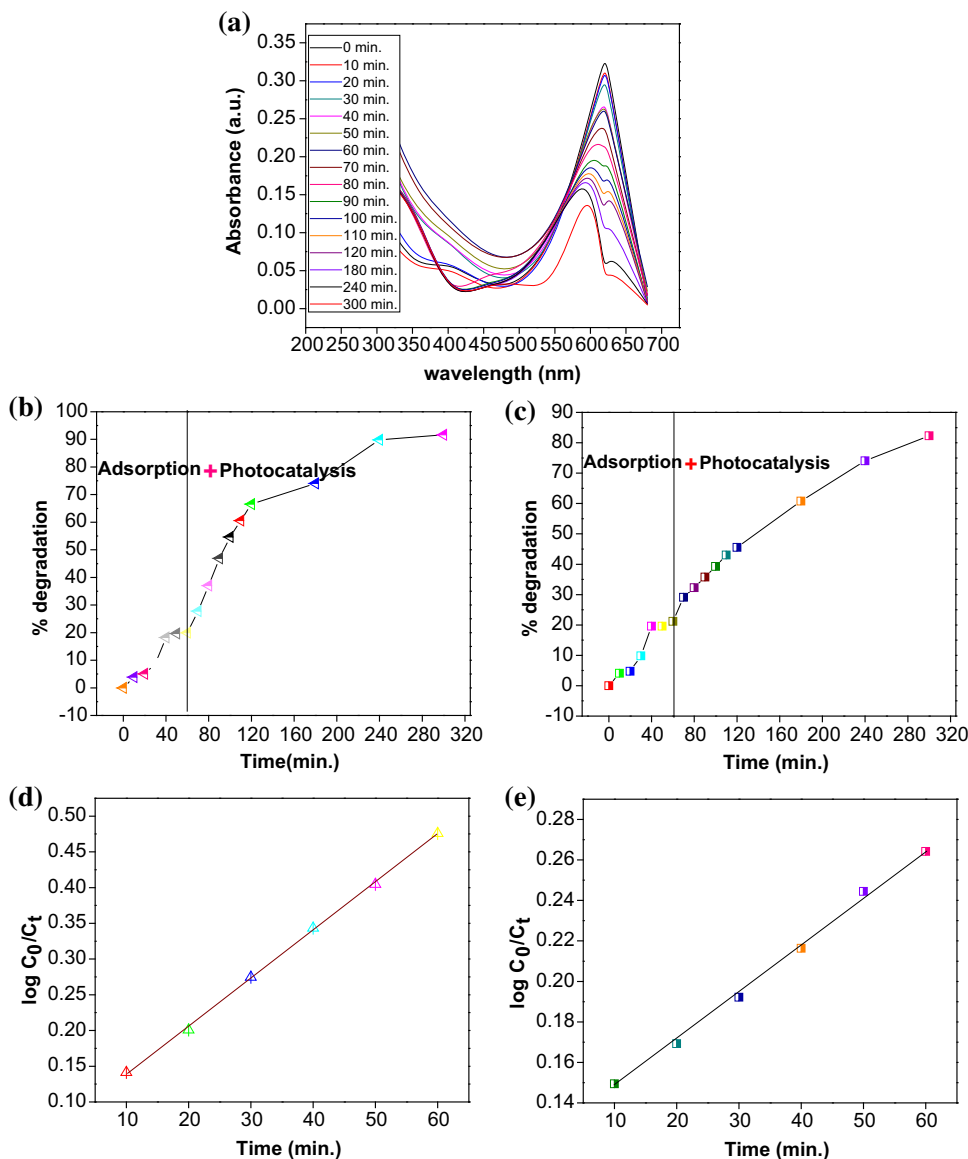 (a)
0.35
0.30
0.25
0.20
0.15
0.10
0.05
0.00
Absorbance (a.u.)
0 min.
10 min.
20 min.
30 min.
40 min.
50 min.
60 min.
70 min.
80 min.
90 min.
100 min.
110 min.
120 min.
180 min.
240 min.
300 min.
200 250 300 350 400 450 500 550 600 650 700
wavelength (nm)
(b)
100
90
80
70
60
50
40
30
20
10
0
-10
% degradation
Adsorption + Photocatalysis
0 40 80 120 160 200 240 280 320
Time(min.)
(c)
90
80
70
60
50
40
30
20
10
0
-10
% degradation
Adsorption + Photocatalysis
0 40 80 120 160 200 240 280 320
Time (min.)
(d)
0.50
0.45
0.40
0.35
0.30
0.25
0.20
0.15
0.10
log C0/Ct
10 20 30 40 50 60
Time (min.)
(e)
0.28
0.26
0.24
0.22
0.20
0.18
0.16
0.14
log C0/Ct
10 20 30 40 50 60
Time (min.)